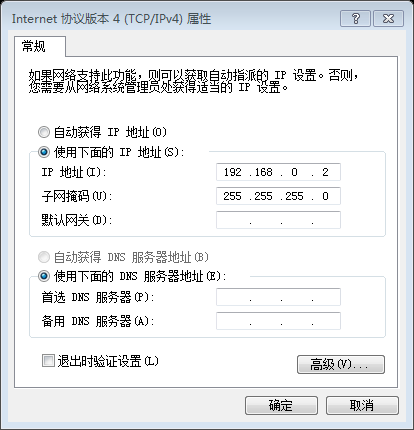 Internet 协议版本 4 (TCP/IPv4) 属性
常规
如果网络支持此功能，则可以获取自动指派的 IP 设置。否则，
您需要从网络系统管理员处获得适当的 IP 设置。
自动获得 IP 地址(O)
使用下面的 IP 地址(S):
IP 地址(I): 192 .168 . 0 . 2
子网掩码(U): 255 .255 .255 . 0
默认网关(D): . . .
自动获得 DNS 服务器地址(B)
使用下面的 DNS 服务器地址(E):
首选 DNS 服务器(P): . . .
备用 DNS 服务器(A): . . .
退出时验证设置(L)
高级(V)...
确定 取消